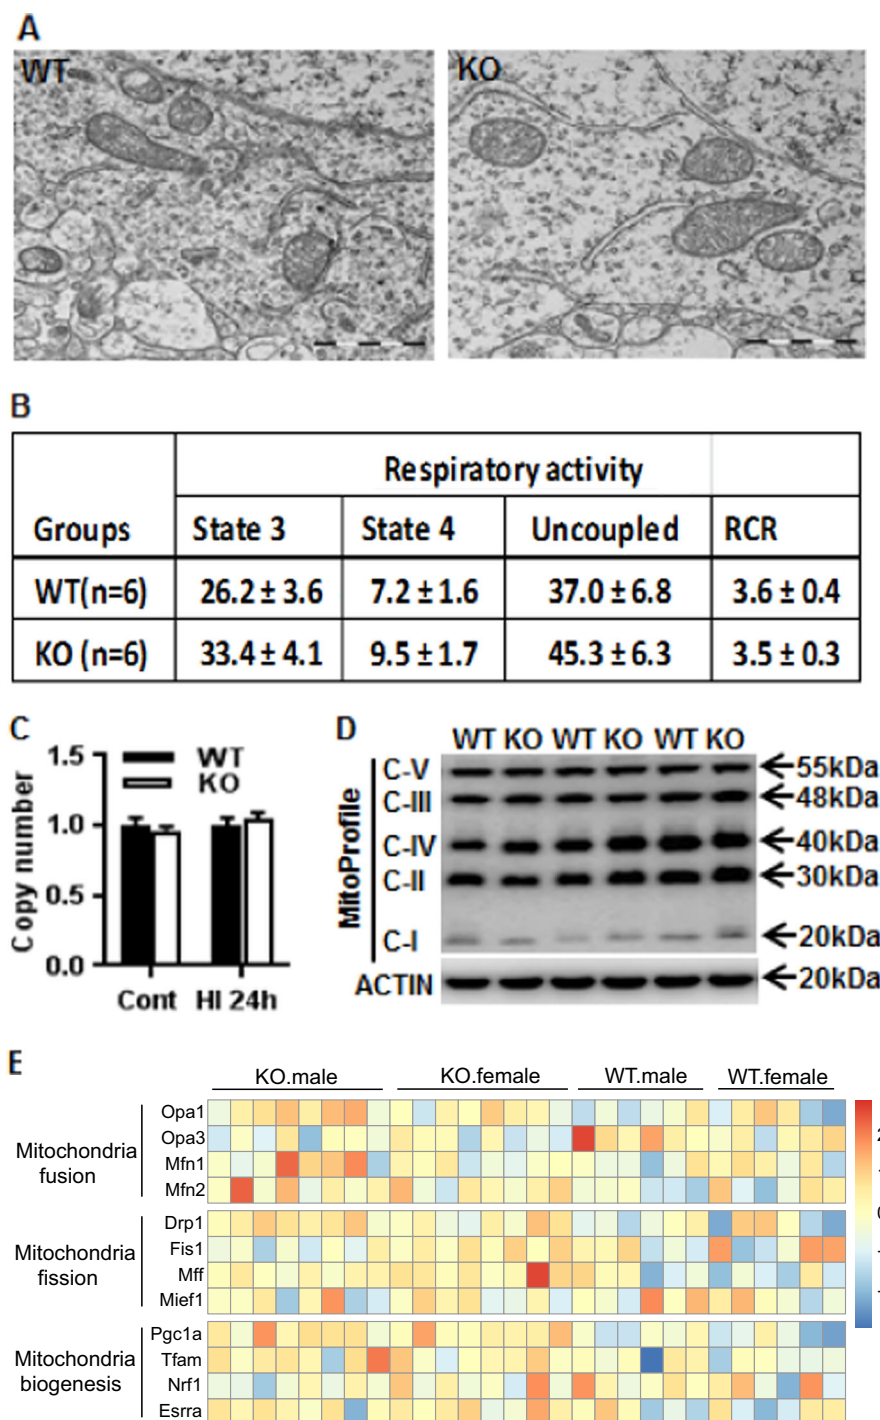 A
WT
KO
B
Groups
Respiratory activity
State 3
State 4
Uncoupled
RCR
WT(n=6)
26.2 ± 3.6
7.2 ± 1.6
37.0 ± 6.8
3.6 ± 0.4
KO (n=6)
33.4 ± 4.1
9.5 ± 1.7
45.3 ± 6.3
3.5 ± 0.3
C
Copy number
1.5
1.0
0.5
0.0
WT
KO
Cont
HI 24h
D
WT KO WT KO WT KO
MitoProfile
C-V
55kDa
C-III
48kDa
C-IV
40kDa
C-II
30kDa
C-I
20kDa
ACTIN
20kDa
E
KO.male
KO.female
WT.male
WT.female
Mitochondria
fusion
Opa1
Opa3
Mfn1
Mfn2
Mitochondria
fission
Drp1
Fis1
Mff
Mief1
Mitochondria
biogenesis
Pgc1a
Tfam
Nrf1
Esrra